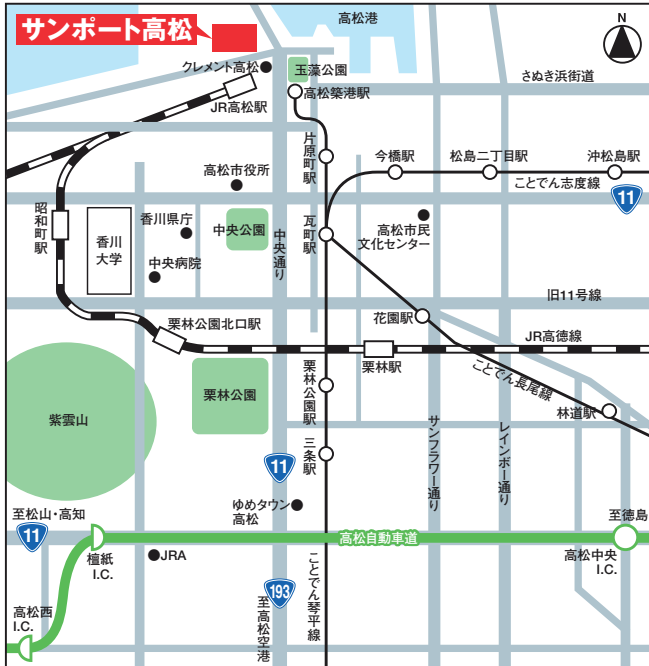 サンポート高松
高松港
N
クレメント高松
玉藻公園
さぬき浜街道
JR高松駅
高松築港駅
片原町駅
今橋駅
松島二丁目駅
沖松島駅
高松市役所
ことでん志度線
11
昭和町駅
香川
大学
香川県庁
中央公園
中央通り
瓦町駅
高松市民
文化センター
中央病院
旧11号線
花園駅
栗林公園北口駅
JR高徳線
栗林駅
ことでん長尾線
紫雲山
栗林公園
栗林公園駅
林道駅
サンフラワー通り
レインボー通り
三条駅
11
ゆめタウン
高松
至松山・高知
11
至徳島
高松自動車道
檀紙
I.C.
JRA
高松中央
I.C.
193
ことでん琴平線
高松西
I.C.
至高松空港